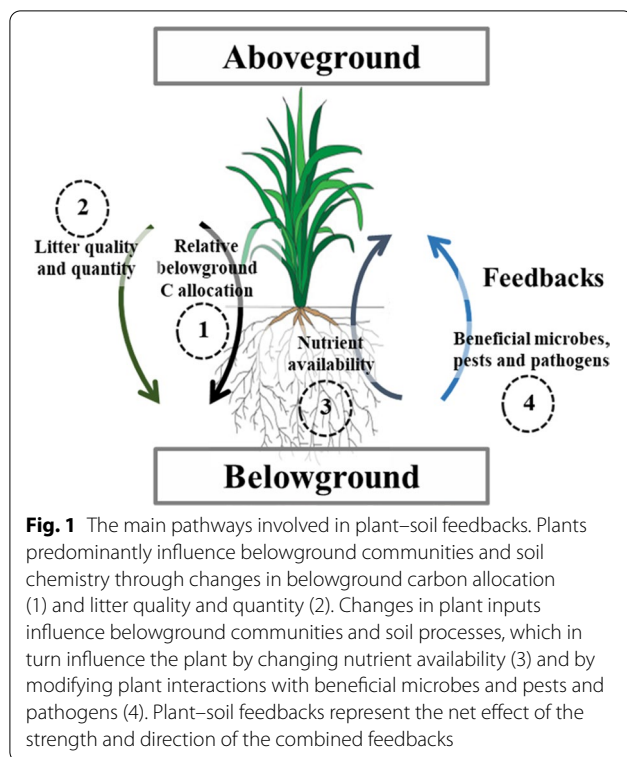 Aboveground
2
Litter quality
and quantity
Relative
belowground
C allocation
1
Nutrient
availability
3
Feedbacks
Beneficial microbes,
pests and pathogens
4
Belowground
Fig. 1 The main pathways involved in plant–soil feedbacks. Plants
predominantly influence belowground communities and soil
chemistry through changes in belowground carbon allocation
(1) and litter quality and quantity (2). Changes in plant inputs
influence belowground communities and soil processes, which in
turn influence the plant by changing nutrient availability (3) and by
modifying plant interactions with beneficial microbes and pests and
pathogens (4). Plant–soil feedbacks represent the net effect of the
strength and direction of the combined feedbacks